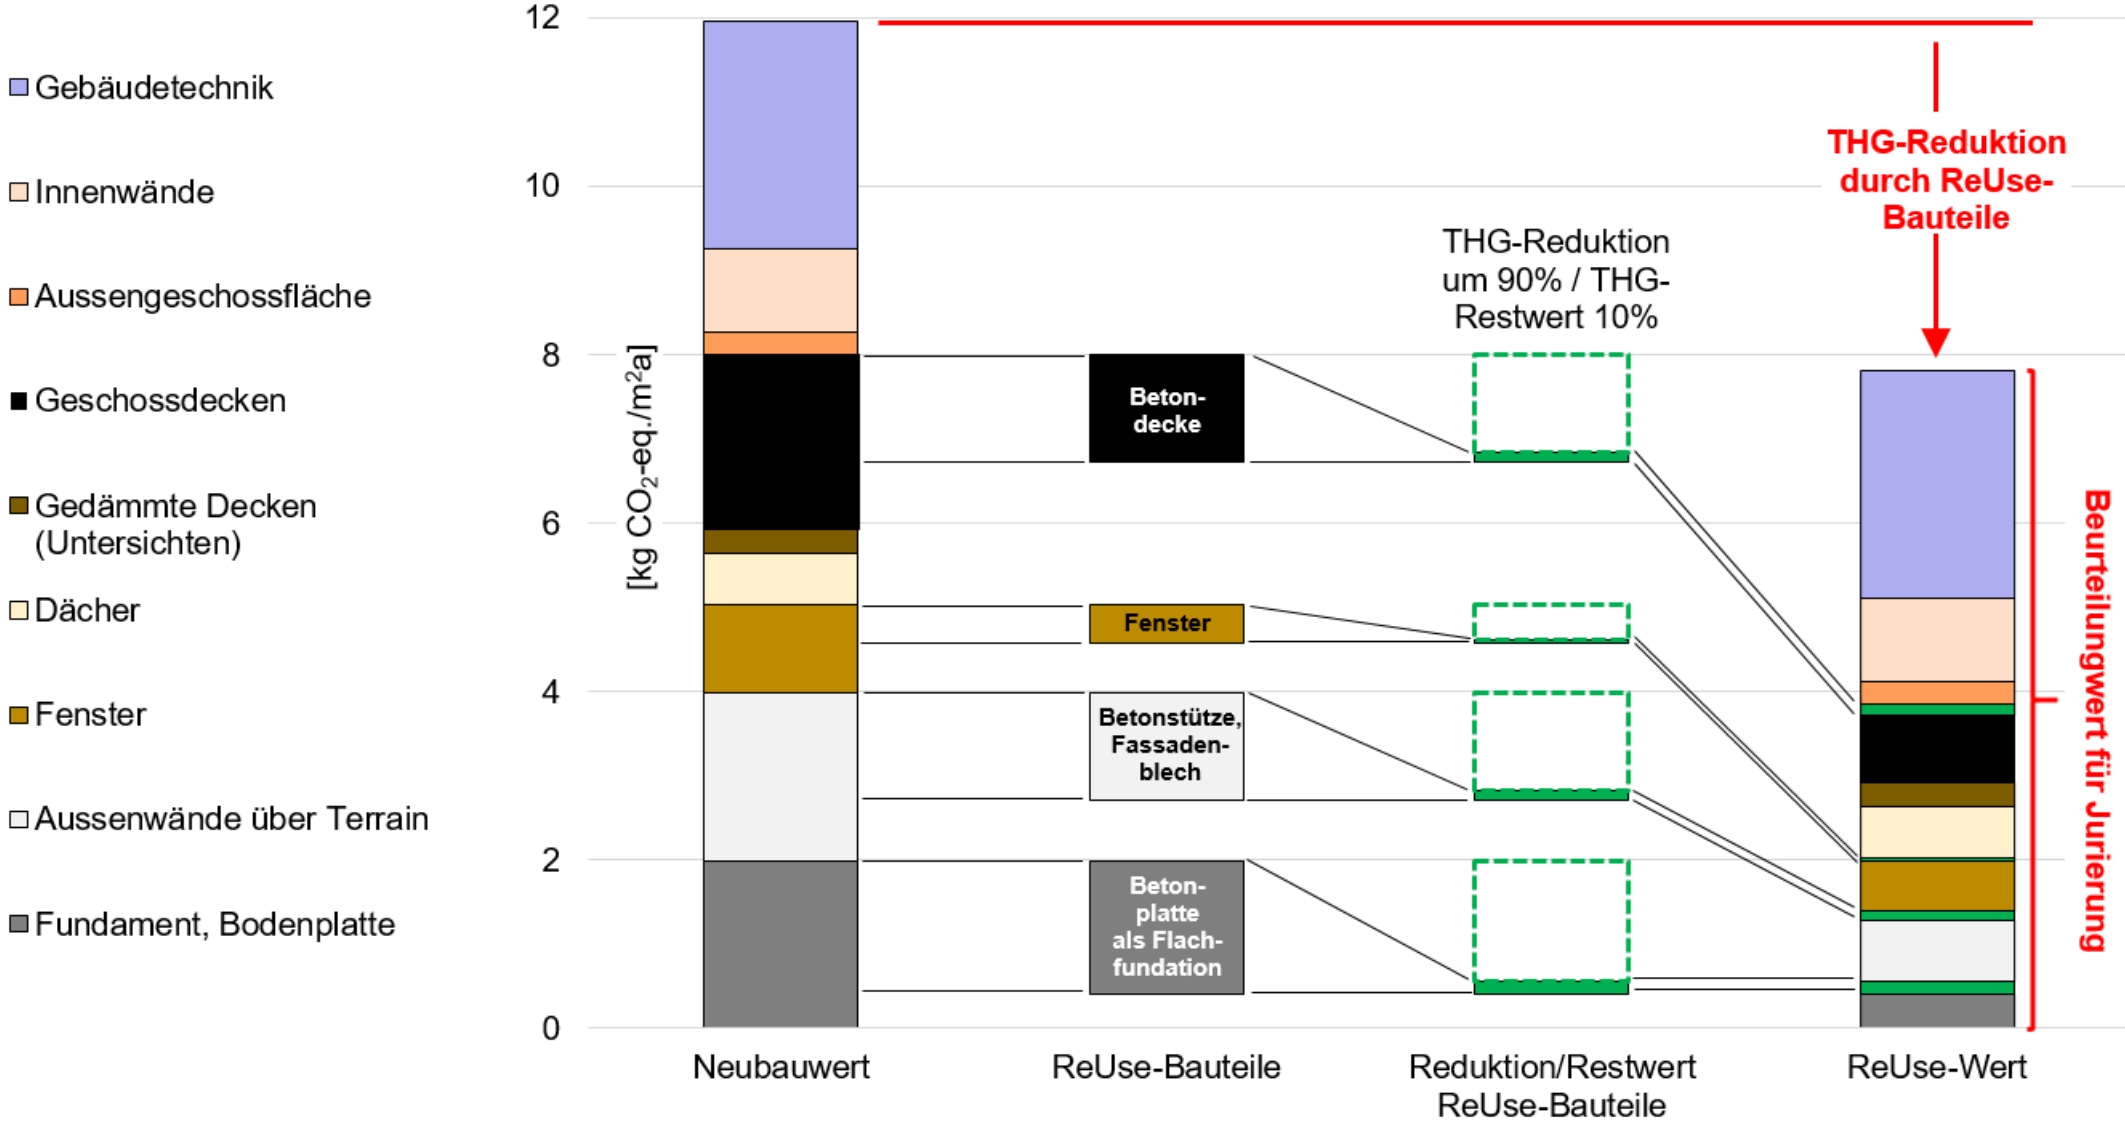 Gebäudetechnik
Innenwände
Aussengeschossfläche
Geschossdecken
Gedämmte Decken
(Untersichten)
Dächer
Fenster
Aussenwände über Terrain
Fundament, Bodenplatte
12
10
8
6
4
2
0
[kg CO₂-eq./m²a]
Beton-
decke
Fenster
Betonstütze,
Fassaden-
blech
Beton-
platte
als Flach-
fundation
THG-Reduktion
um 90% / THG-
Restwert 10%
THG-Reduktion
durch ReUse-
Bauteile
Beurteilungwert für Jurierung
Neubauwert
ReUse-Bauteile
Reduktion/Restwert
ReUse-Bauteile
ReUse-Wert